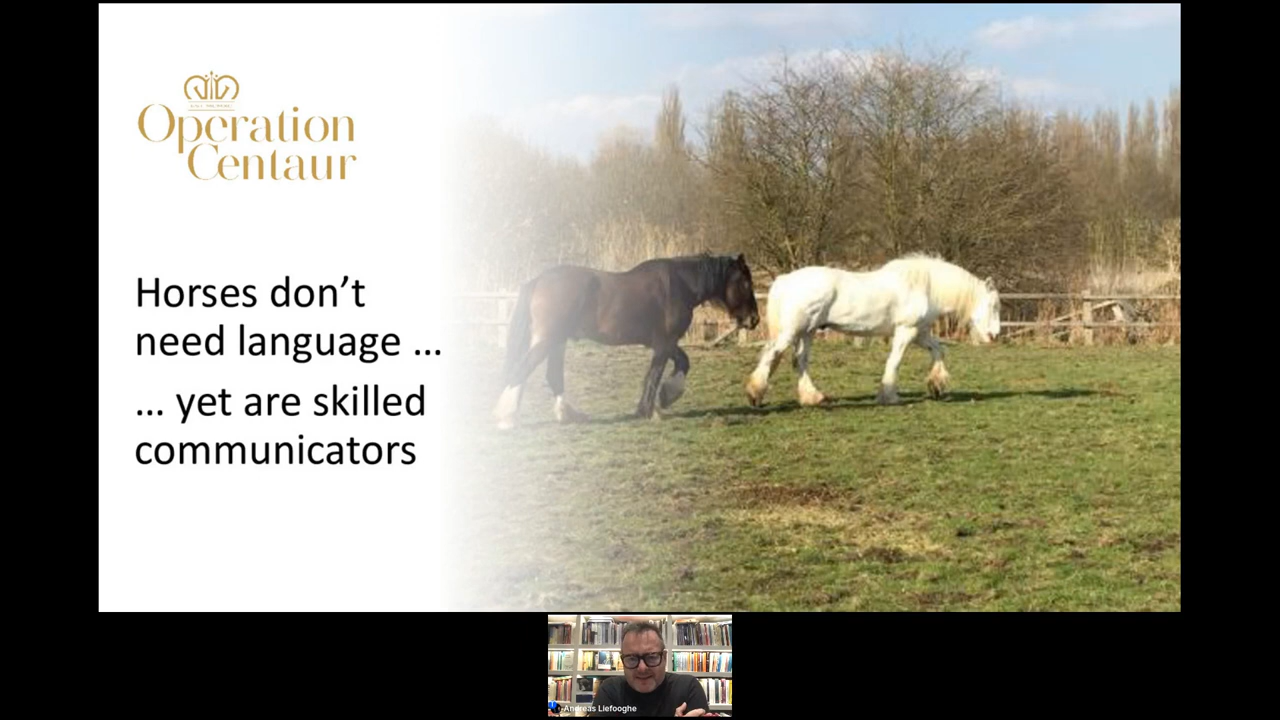 Operation
Centaur
Horses don't
need language ...
... yet are skilled
communicators
Andreas Liefooghe